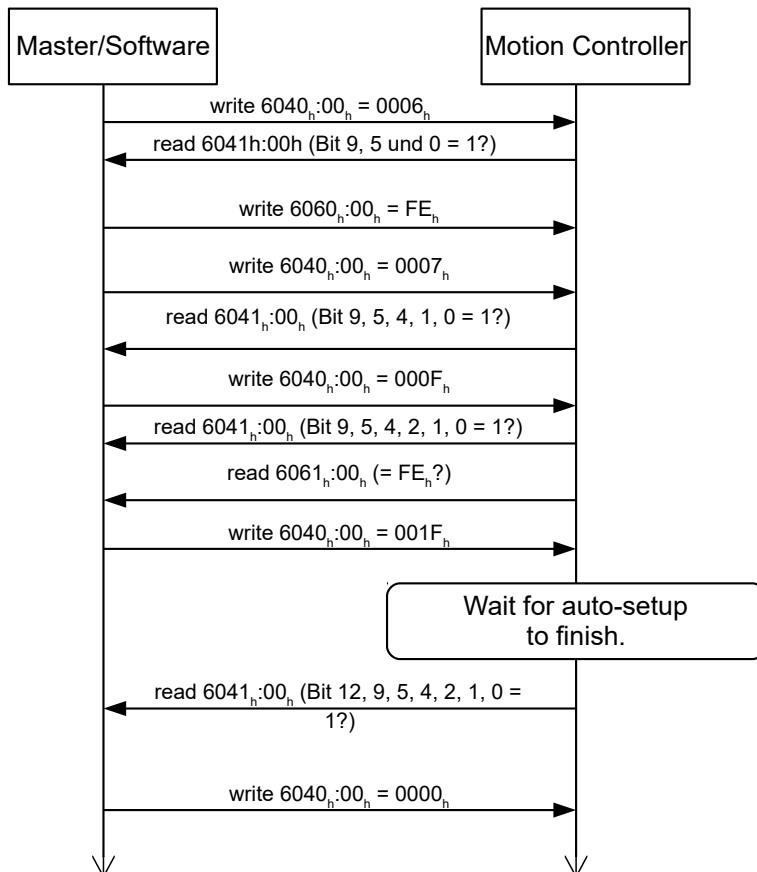 Master/Software
Motion Controller
write 6040ₕ:00ₕ = 0006ₕ
read 6041h:00h (Bit 9, 5 und 0 = 1?)
write 6060ₕ:00ₕ = FEₕ
write 6040ₕ:00ₕ = 0007ₕ
read 6041ₕ:00ₕ (Bit 9, 5, 4, 1, 0 = 1?)
write 6040ₕ:00ₕ = 000Fₕ
read 6041ₕ:00ₕ (Bit 9, 5, 4, 2, 1, 0 = 1?)
read 6061ₕ:00ₕ (= FEₕ?)
write 6040ₕ:00ₕ = 001Fₕ
Wait for auto-setup
to finish.
read 6041ₕ:00ₕ (Bit 12, 9, 5, 4, 2, 1, 0 =
1?)
write 6040ₕ:00ₕ = 0000ₕ